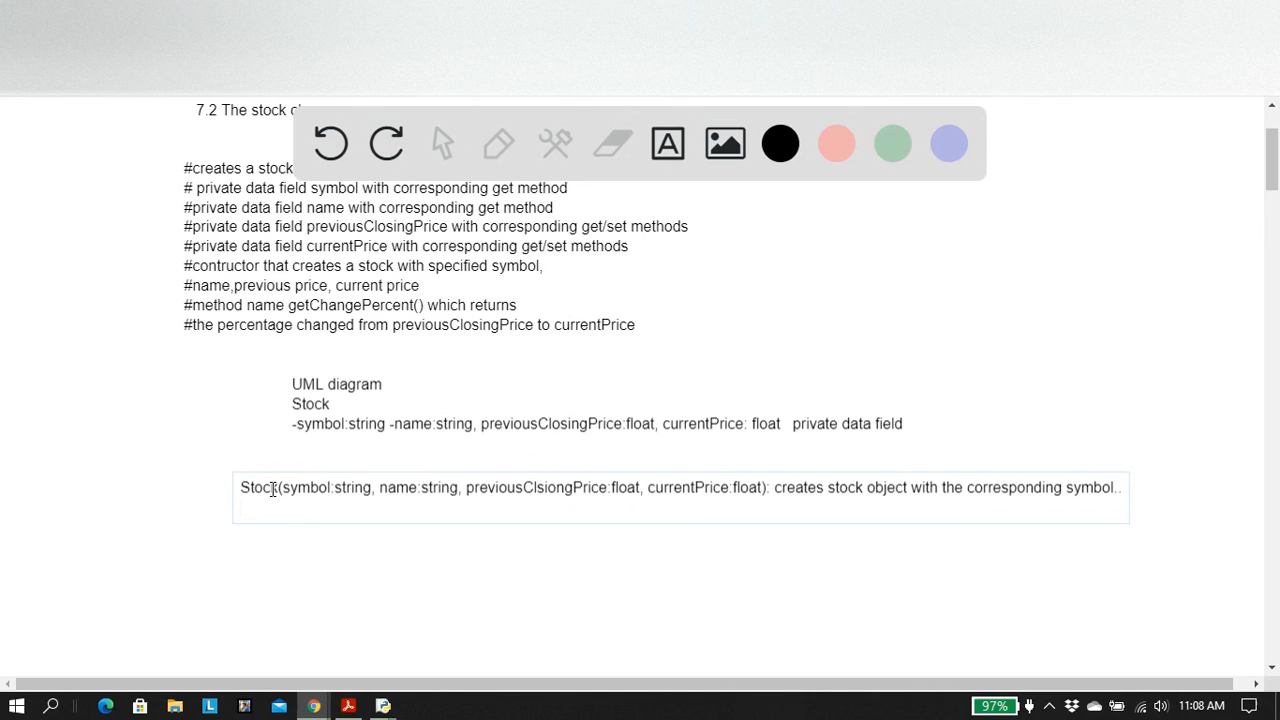 7.2 The stock
#creates a stock
# private data field symbol with corresponding get method
#private data field name with corresponding get method
#private data field previousClosingPrice with corresponding get/set methods
#private data field currentPrice with corresponding get/set methods
#contructor that creates a stock with specified symbol,
#name,previous price, current price
#method name getChangePercent() which returns
#the percentage changed from previousClosingPrice to currentPrice
UML diagram
Stock
-symbol:string -name:string, previousClosingPrice:float, currentPrice: float private data field
Stock(symbol:string, name:string, previousClsiongPrice:float, currentPrice:float): creates stock object with the corresponding symbol..
A
L
97%
11:08 AM